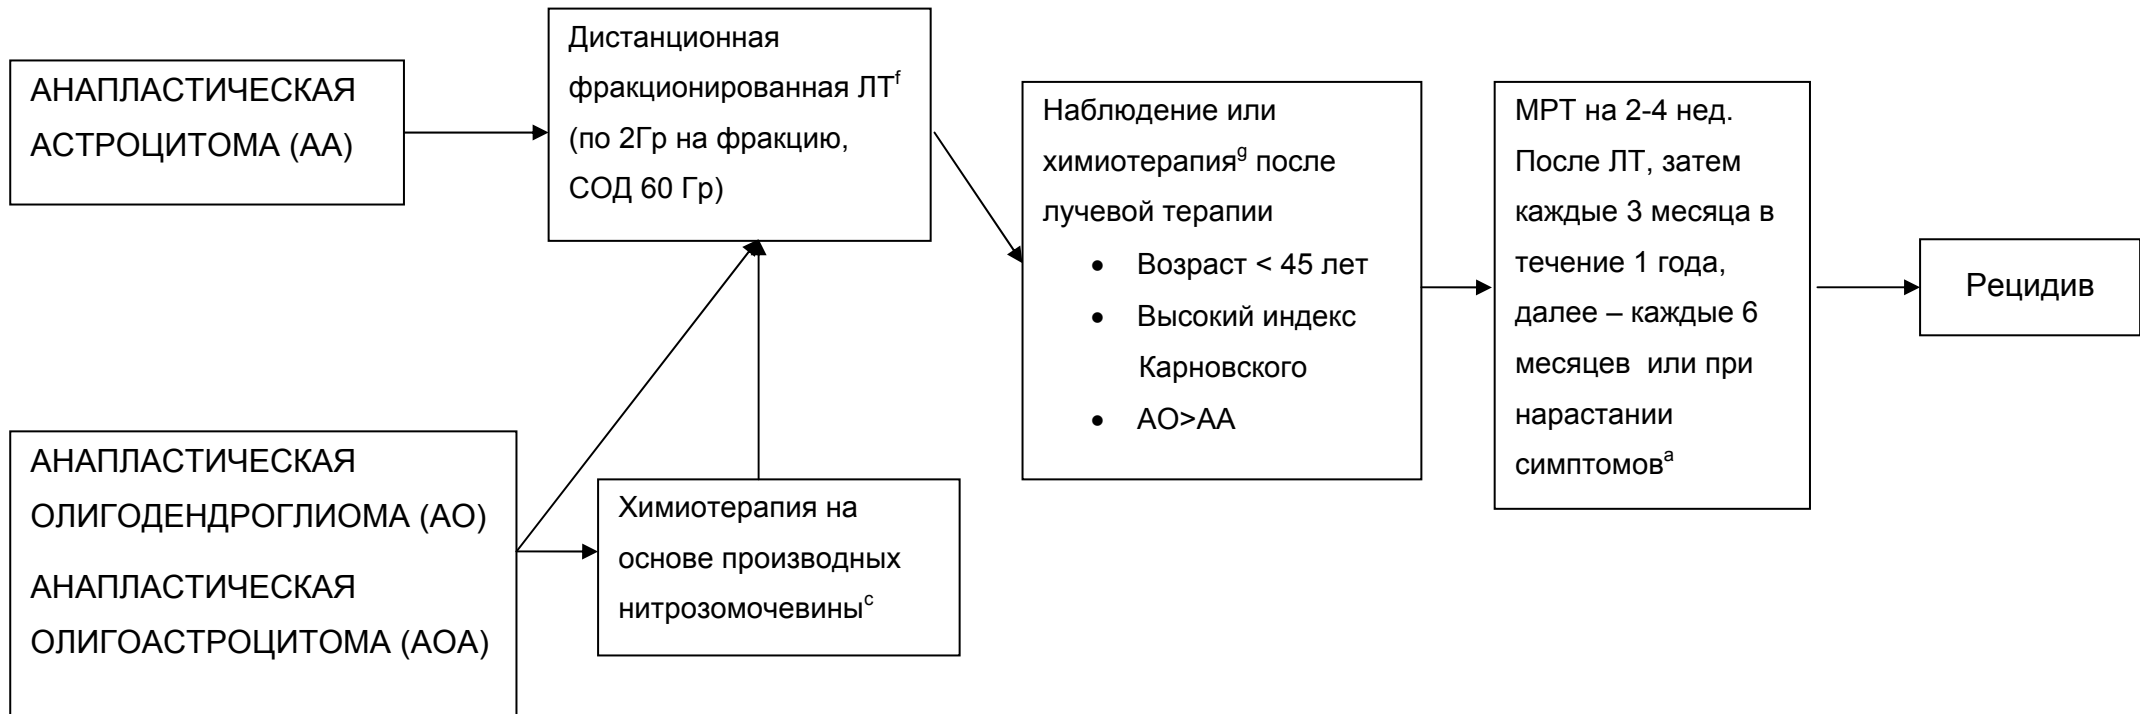 АНАПЛАСТИЧЕСКАЯ
АСТРОЦИТОМА (АА)
Дистанционная
фракционированная ЛТf
(по 2Гр на фракцию,
СОД 60 Гр)
Наблюдение или
химиотерапияg после
лучевой терапии
• Возраст < 45 лет
• Высокий индекс
Карновского
• АО>АА
МРТ на 2-4 нед.
После ЛТ, затем
каждые 3 месяца в
течение 1 года,
далее – каждые 6
месяцев или при
нарастании
симптомовa
Рецидив
АНАПЛАСТИЧЕСКАЯ
ОЛИГОДЕНДРОГЛИОМА (АО)
АНАПЛАСТИЧЕСКАЯ
ОЛИГОАСТРОЦИТОМА (АОА)
Химиотерапия на
основе производных
нитрозомочевиныc